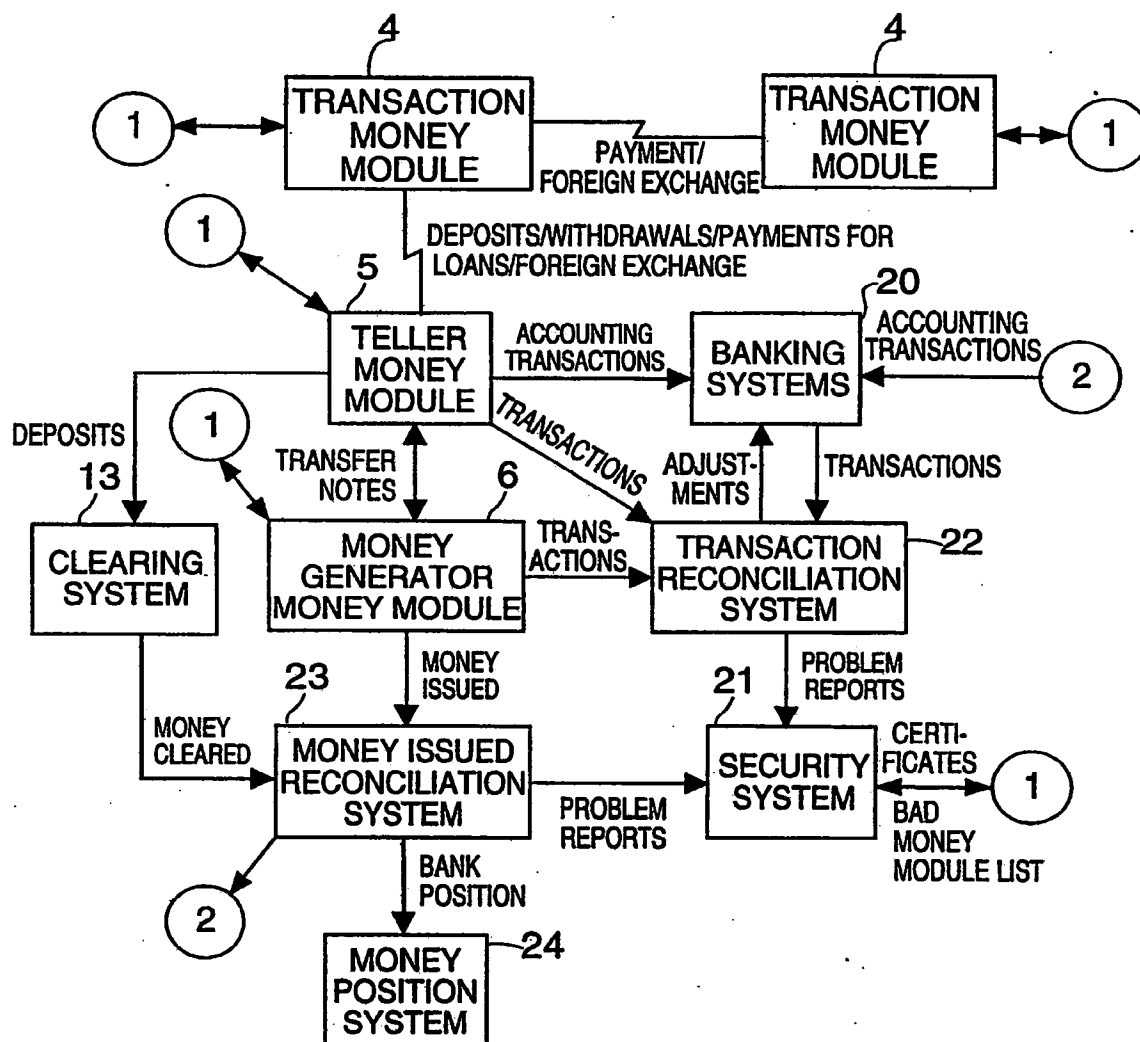 4
4
1
TRANSACTION
MONEY
MODULE
PAYMENT/
FOREIGN EXCHANGE
TRANSACTION
MONEY
MODULE
1
1
DEPOSITS/WITHDRAWALS/PAYMENTS FOR
LOANS/FOREIGN EXCHANGE
5
TELLER
MONEY
MODULE
ACCOUNTING
TRANSACTIONS
20
BANKING
SYSTEMS
ACCOUNTING
TRANSACTIONS
2
DEPOSITS
1
TRANSFER
NOTES
TRANSACTIONS
ADJUST-
MENTS
TRANSACTIONS
13
CLEARING
SYSTEM
6
MONEY
GENERATOR
MONEY MODULE
TRANS-
ACTIONS
TRANSACTION
RECONCILIATION
SYSTEM
22
MONEY
CLEARED
23
MONEY
ISSUED
PROBLEM
REPORTS
MONEY ISSUED
RECONCILIATION
SYSTEM
PROBLEM
REPORTS
21
SECURITY
SYSTEM
CERTI-
FICATES
1
BAD
MONEY
MODULE LIST
2
BANK
POSITION
24
MONEY
POSITION
SYSTEM